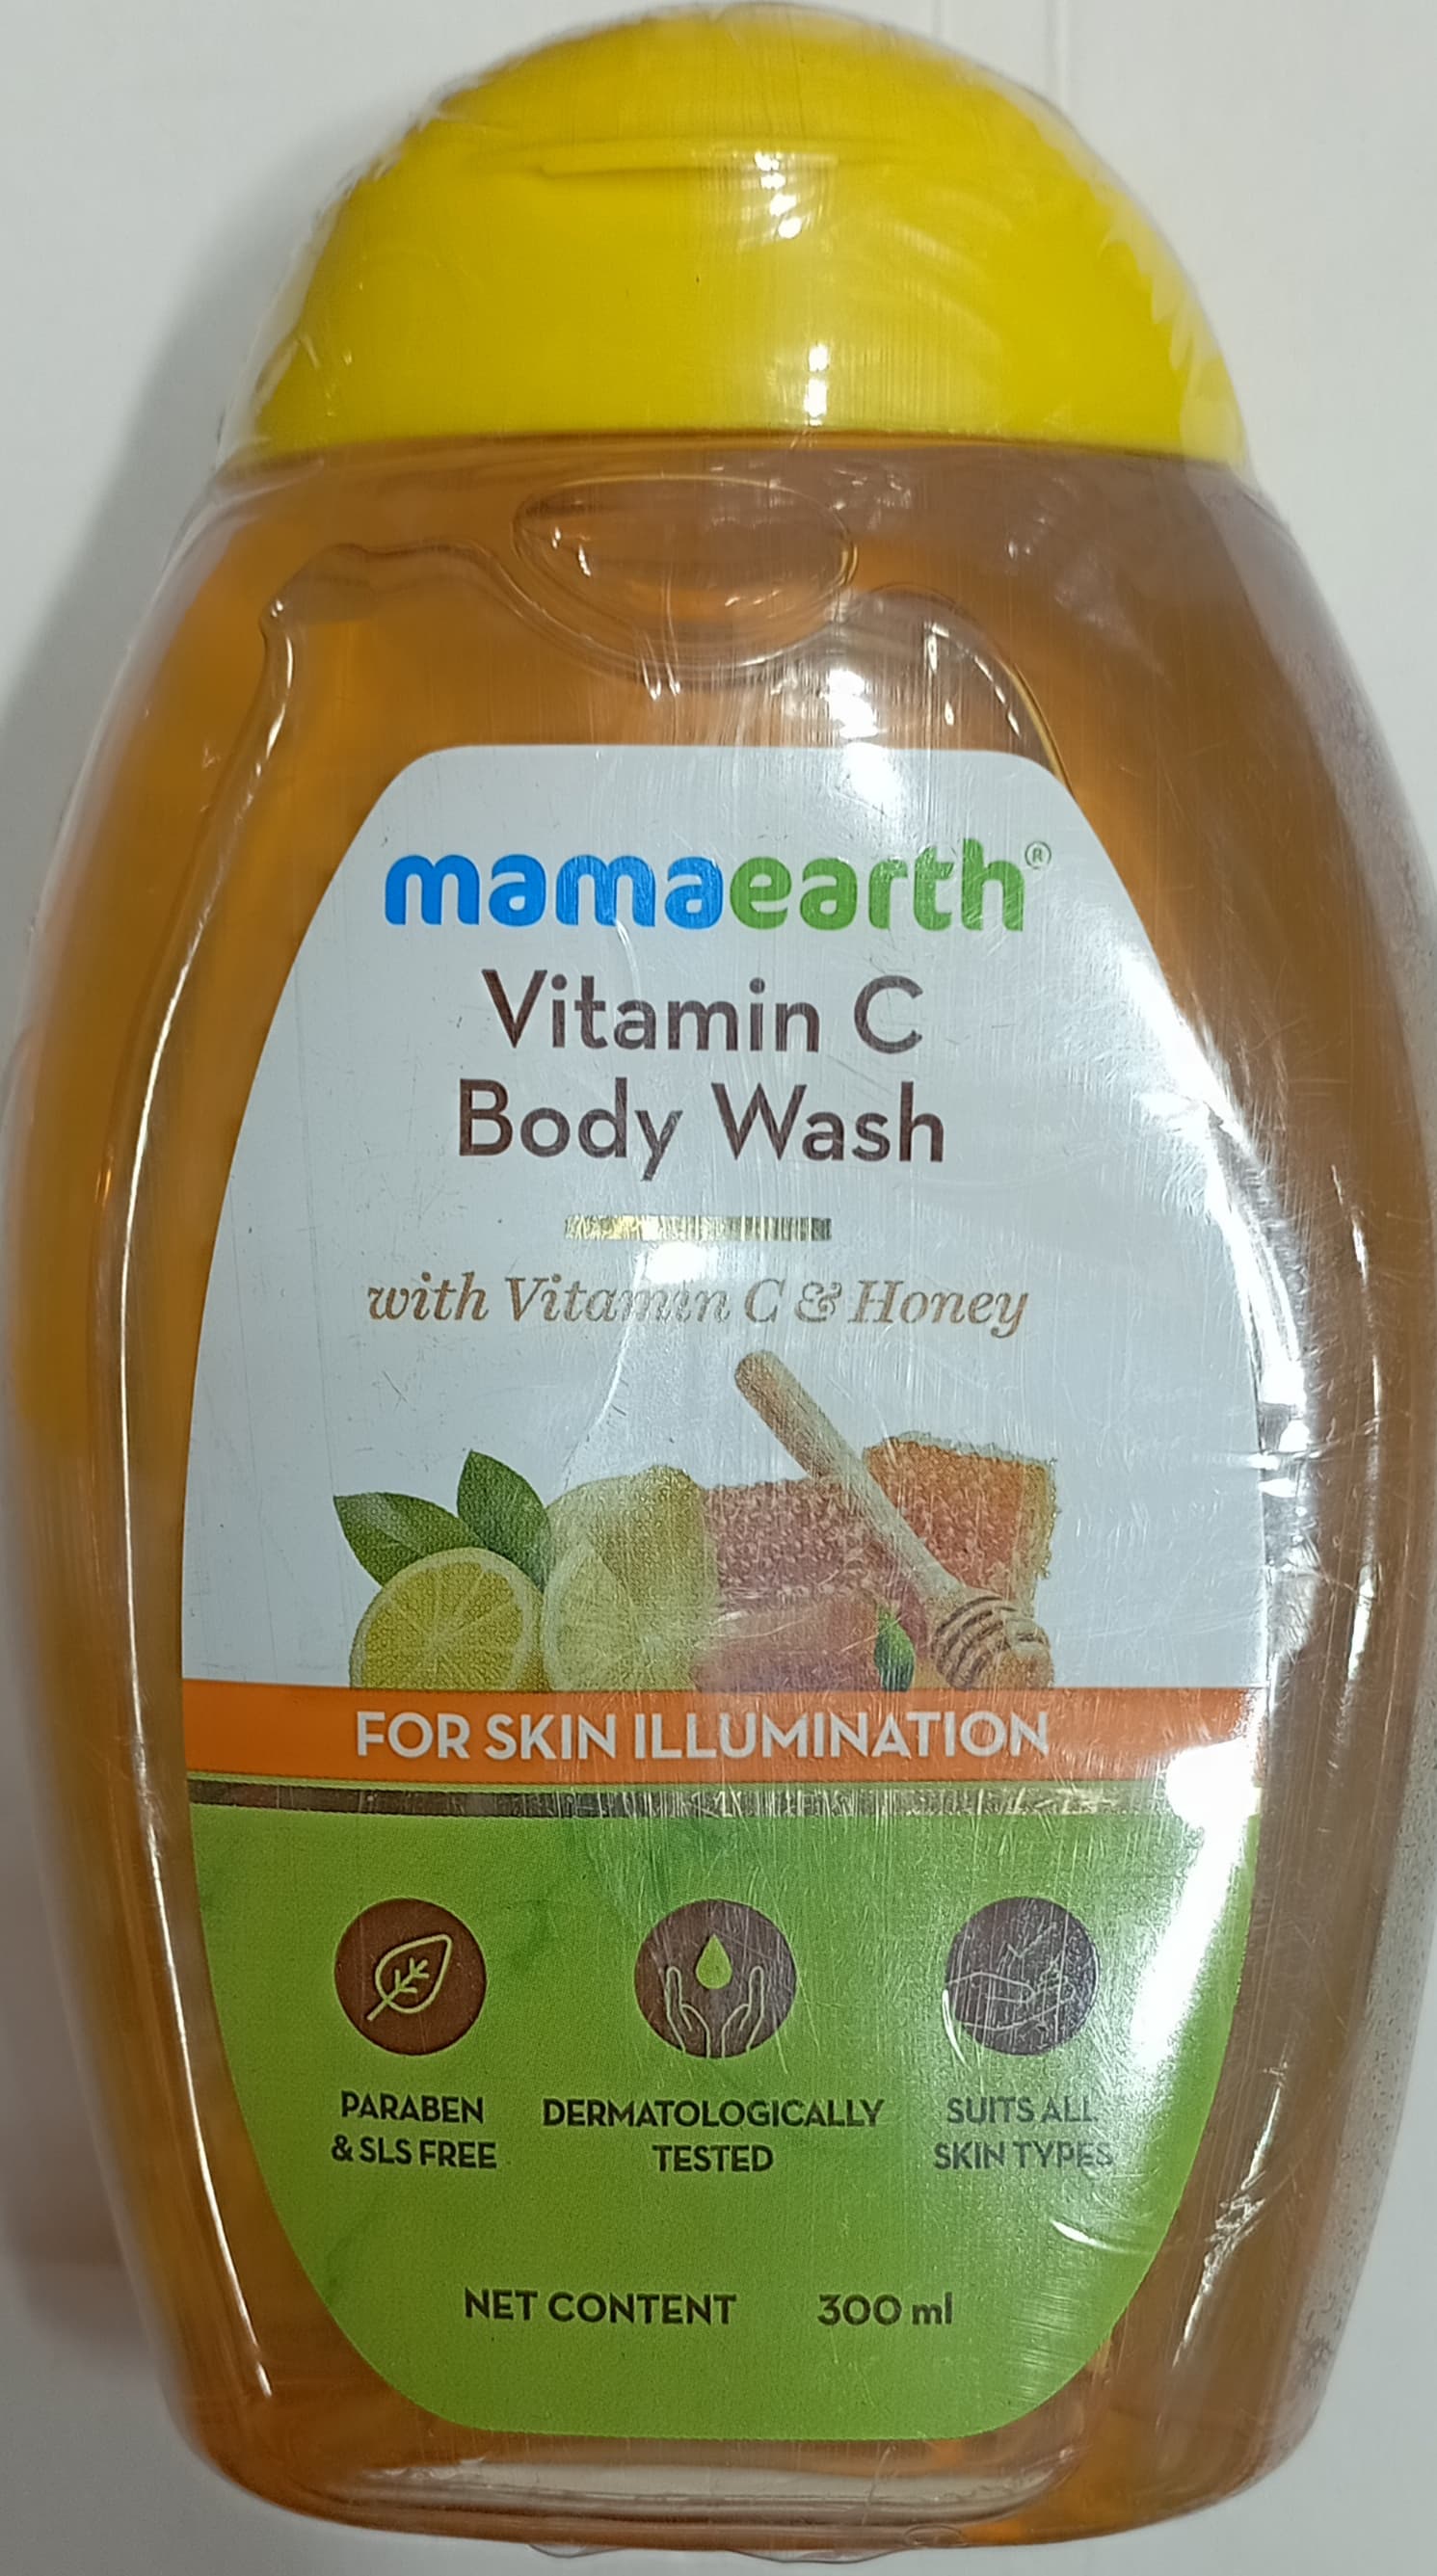 mamaearth®
Vitamin C
Body Wash
with Vitamin C & Honey
FOR SKIN ILLUMINATION
PARABEN
& SLS FREE
DERMATOLOGICALLY
TESTED
SUITS ALL
SKIN TYPES
NET CONTENT 300 ml